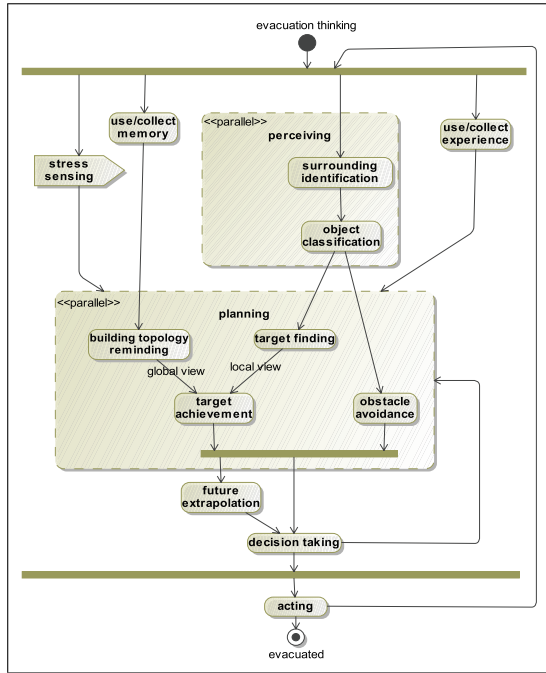 evacuation thinking
use/collect
memory
<<parallel>>
perceiving
use/collect
experience
stress
sensing
surrounding
identification
object
classification
<<parallel>>
planning
building topology
reminding
target finding
global view
local view
target
achievement
obstacle
avoidance
future
extrapolation
decision taking
acting
evacuated